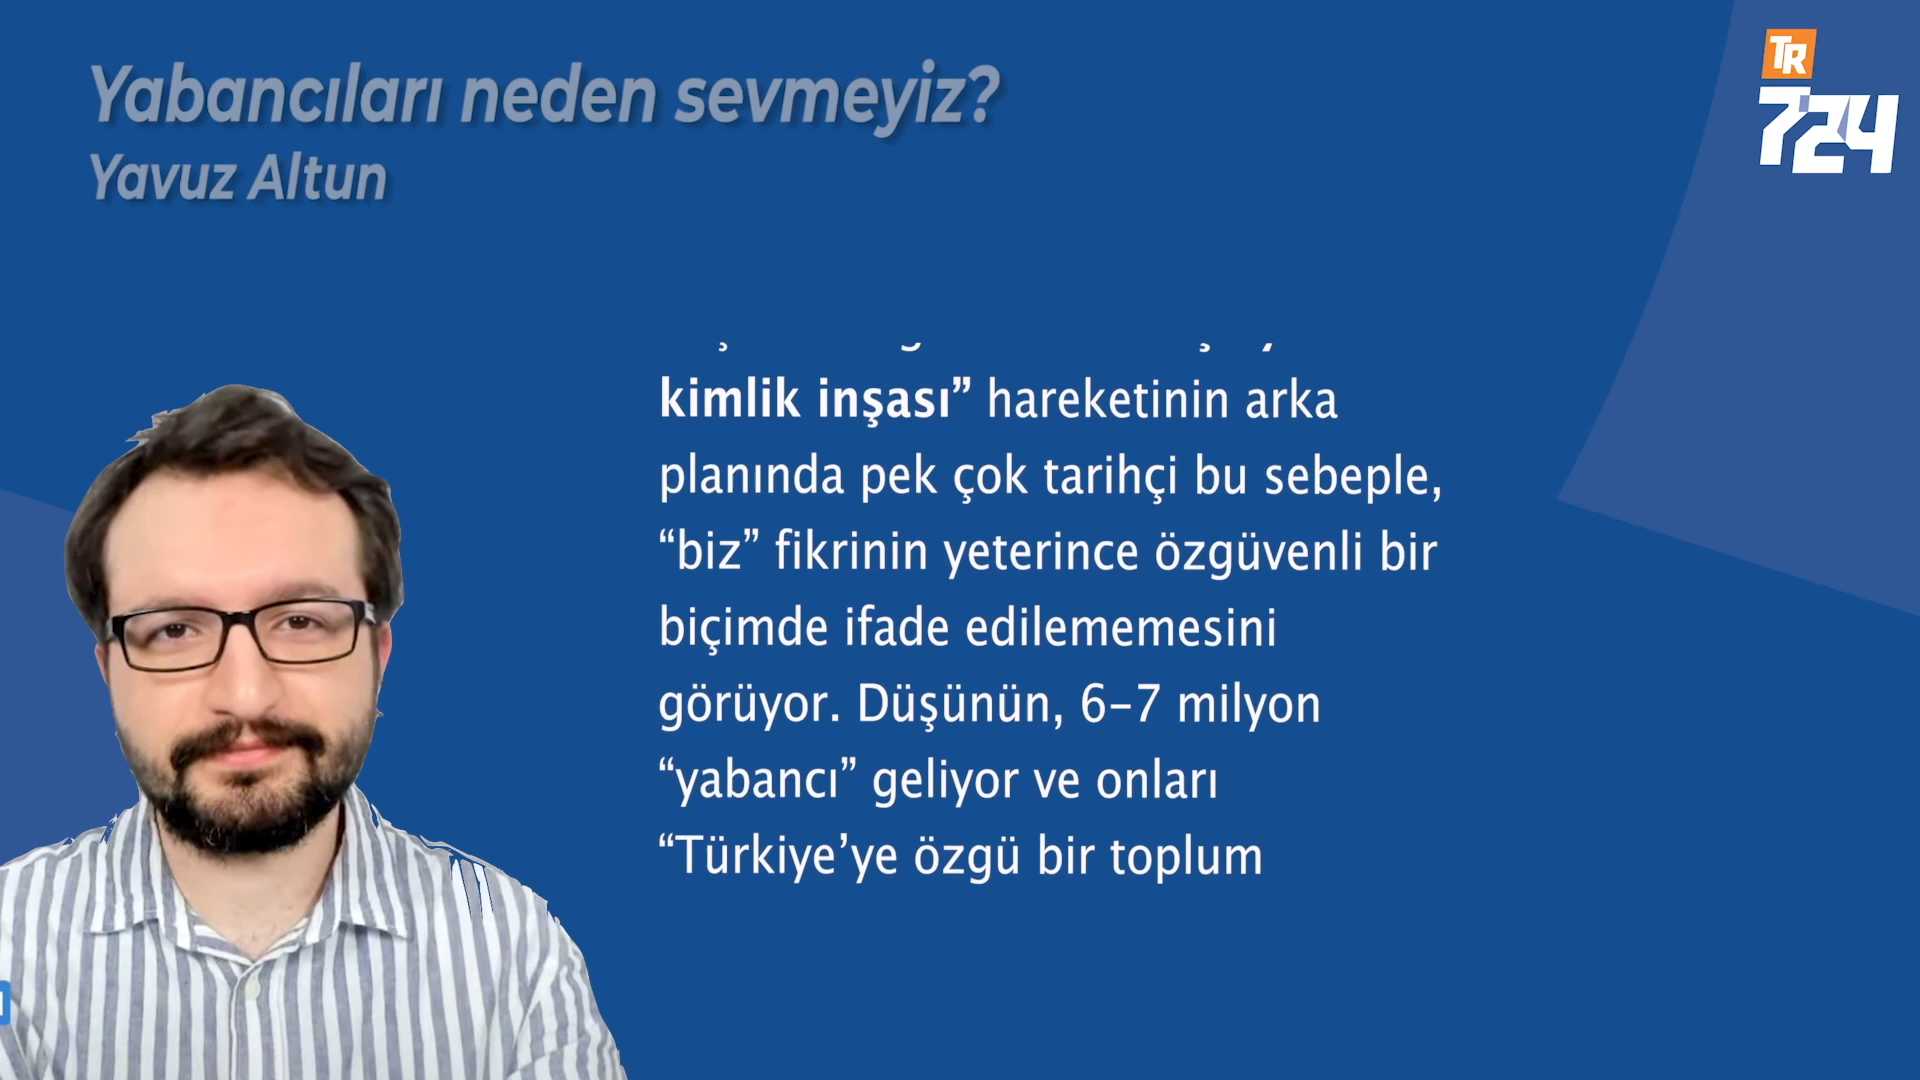 Yabancıları neden sevmeyiz?
Yavuz Altun
TR
724
kimlik inşası” hareketinin arka
planında pek çok tarihçi bu sebeple,
“biz” fikrinin yeterince özgüvenli bir
biçimde ifade edilememesini
görüyor. Düşünün, 6–7 milyon
“yabancı” geliyor ve onları
“Türkiye’ye özgü bir toplum